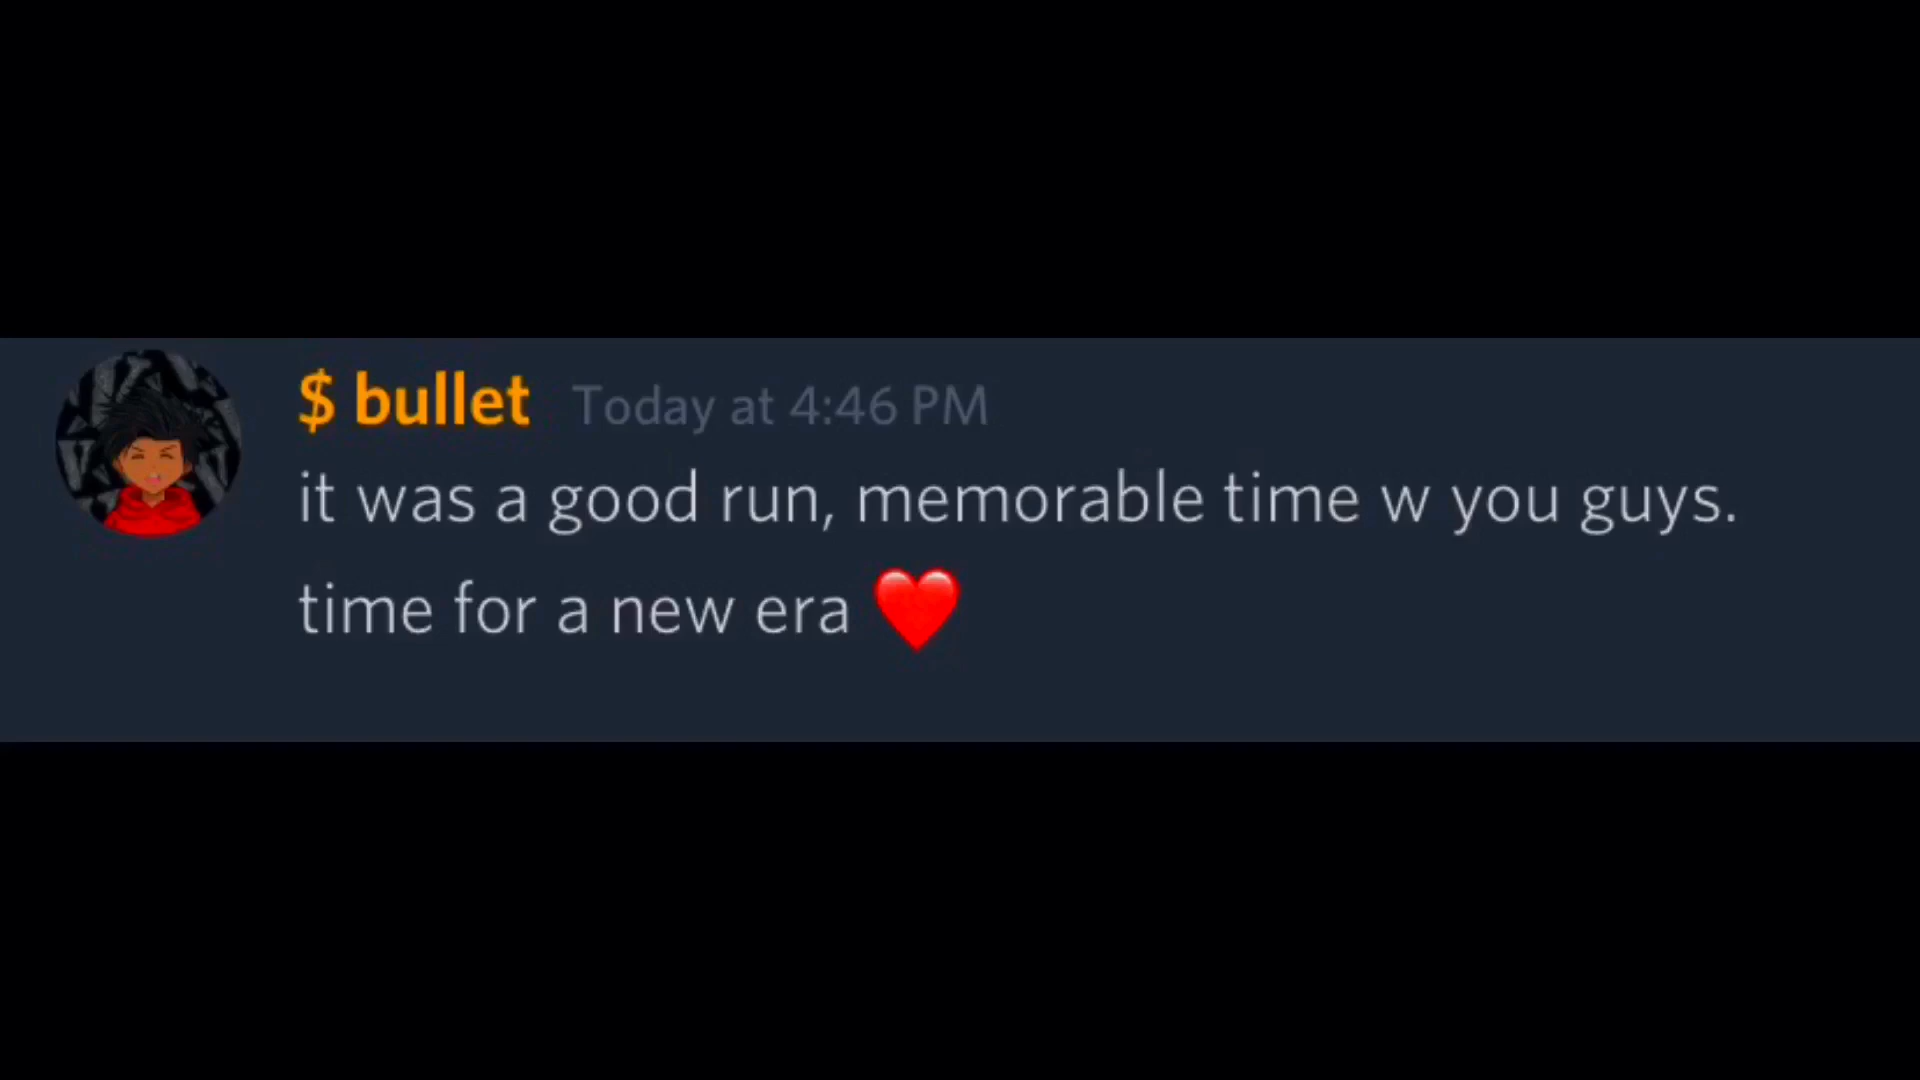 $ bullet Today at 4:46 PM
it was a good run, memorable time w you guys.
time for a new era ❤️